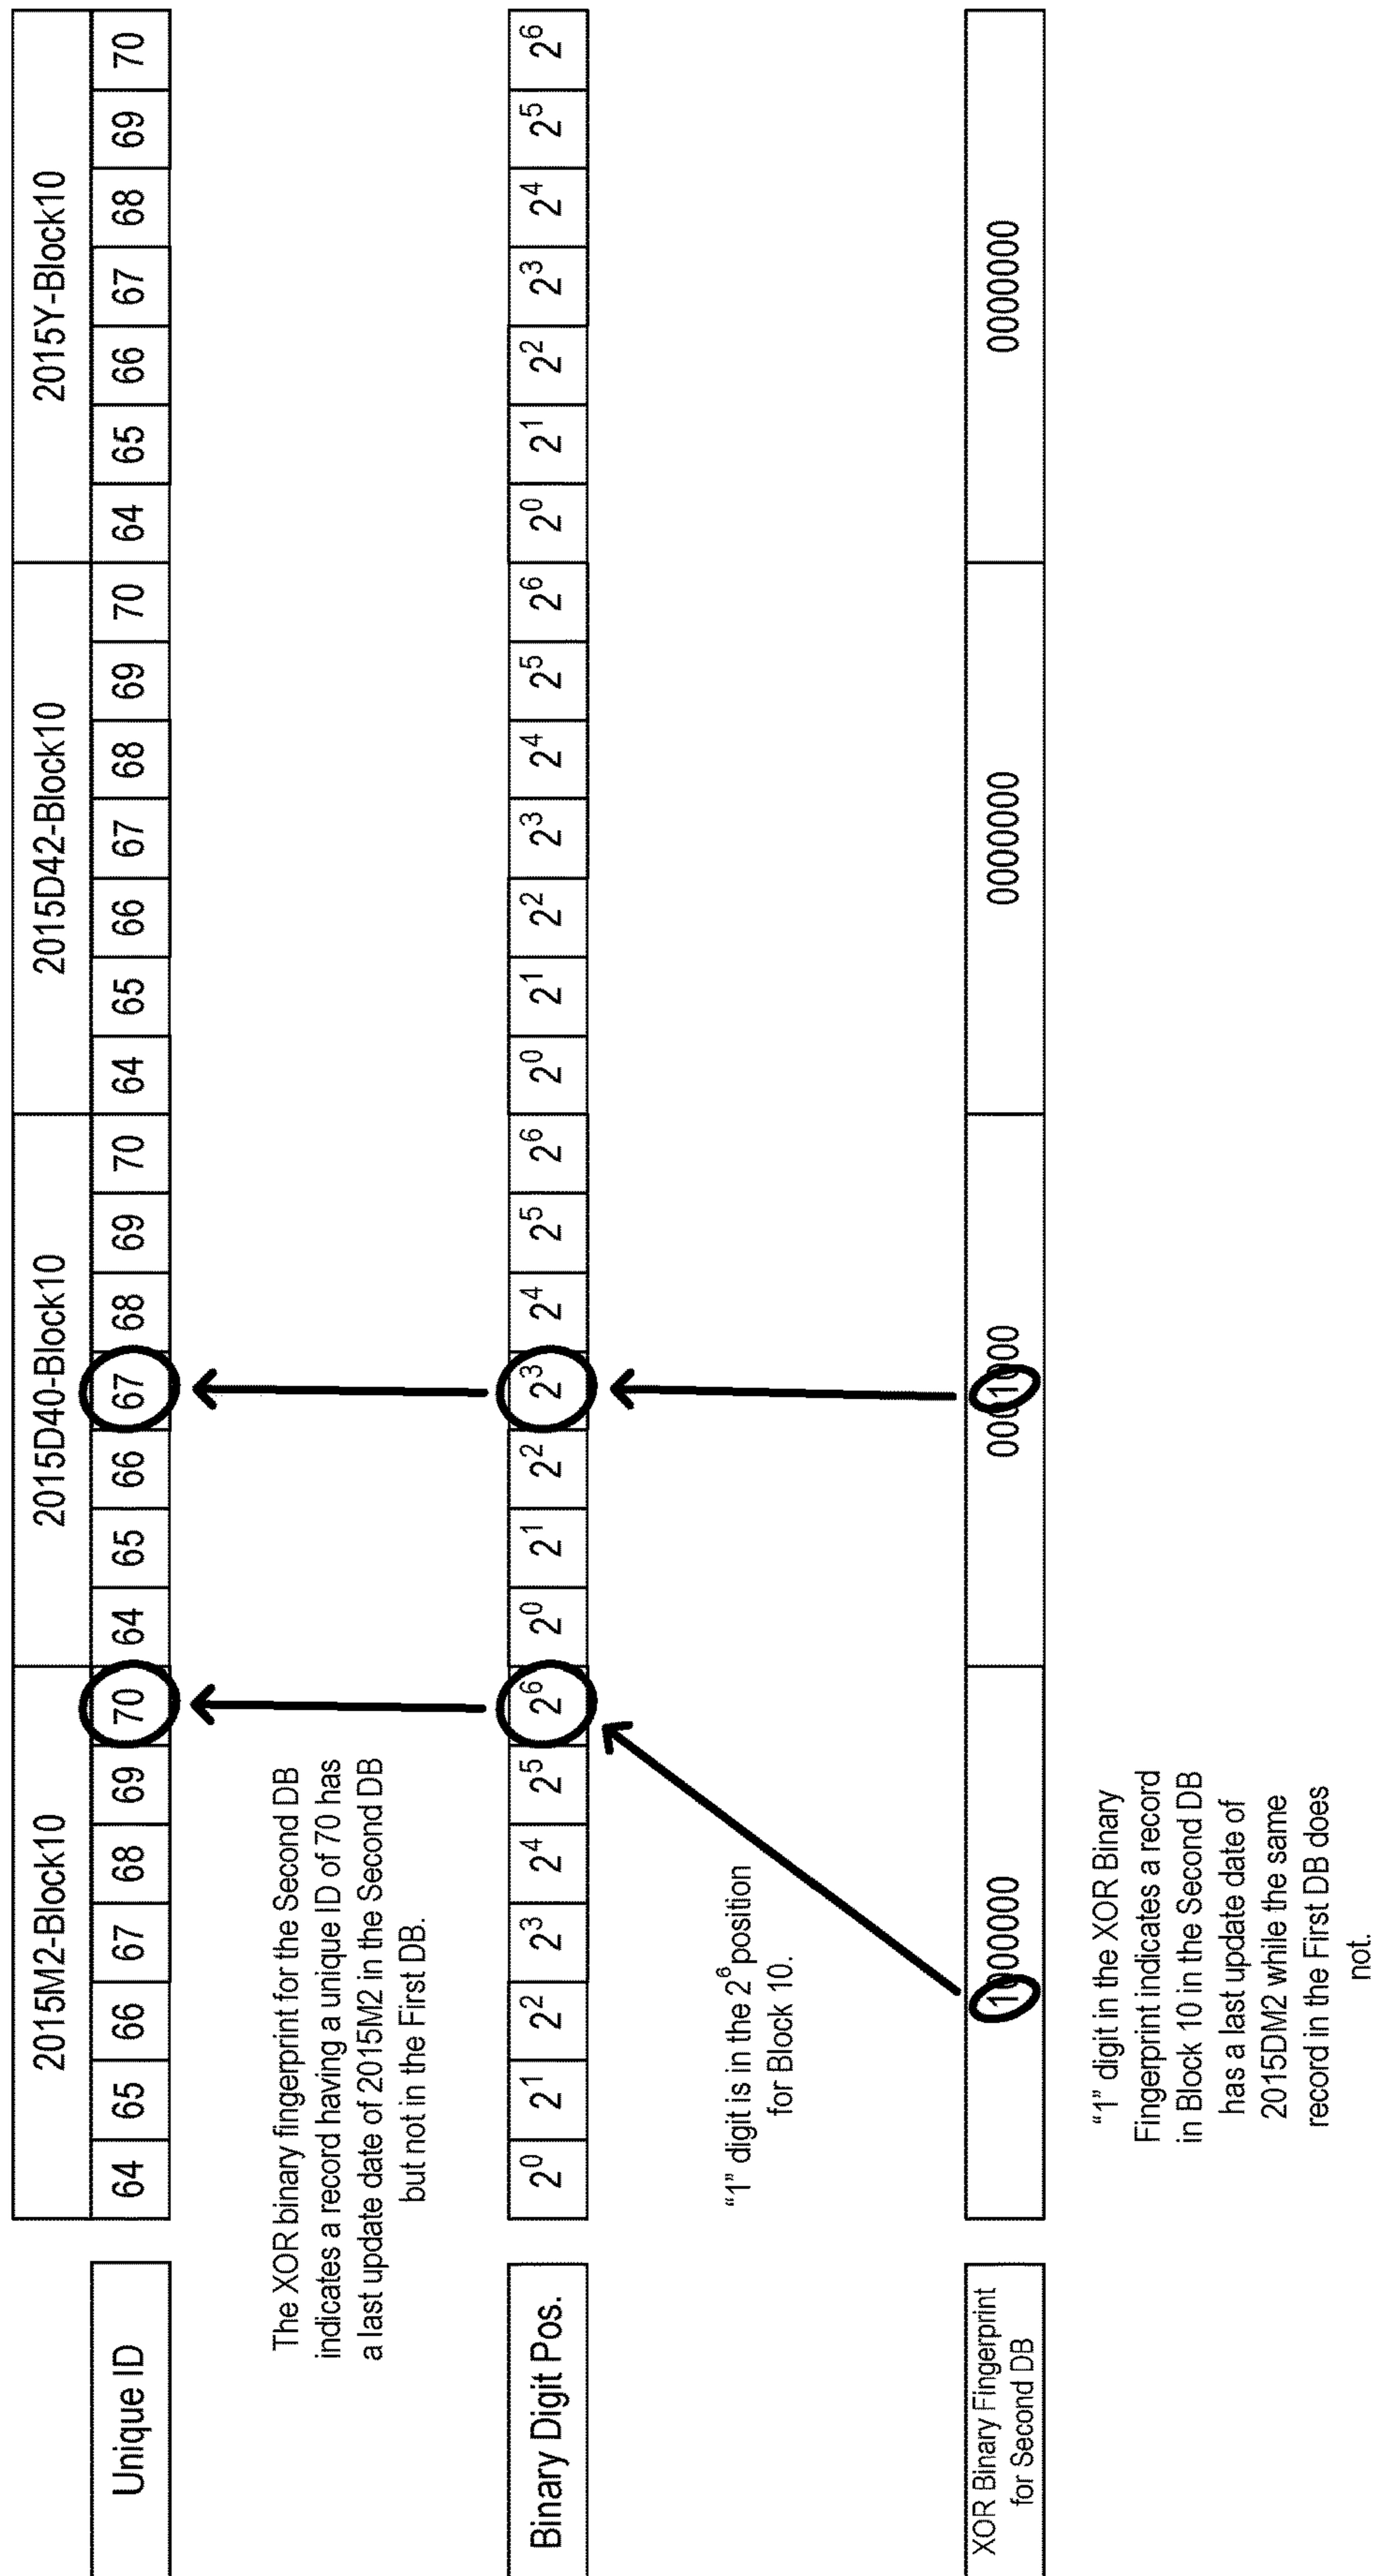 2015M2-Block10 2015D40-Block10 2015D42-Block10 2015Y-Block10
Unique ID 64 65 66 67 68 69 70 64 65 66 67 68 69 70 64 65 66 67 68 69 70 64 65 66 67 68 69 70
The XOR binary fingerprint for the Second DB
indicates a record having a unique ID of 70 has
a last update date of 2015M2 in the Second DB
but not in the First DB.
Binary Digit Pos. 2⁰ 2¹ 2² 2³ 2⁴ 2⁵ 2⁶ 2⁰ 2¹ 2² 2³ 2⁴ 2⁵ 2⁶ 2⁰ 2¹ 2² 2³ 2⁴ 2⁵ 2⁶ 2⁰ 2¹ 2² 2³ 2⁴ 2⁵ 2⁶
“1” digit is in the 2⁶ position
for Block 10.
XOR Binary Fingerprint
for Second DB
1000000 0001000 0000000 0000000
“1” digit in the XOR Binary
Fingerprint indicates a record
in Block 10 in the Second DB
has a last update date of
2015DM2 while the same
record in the First DB does
not.